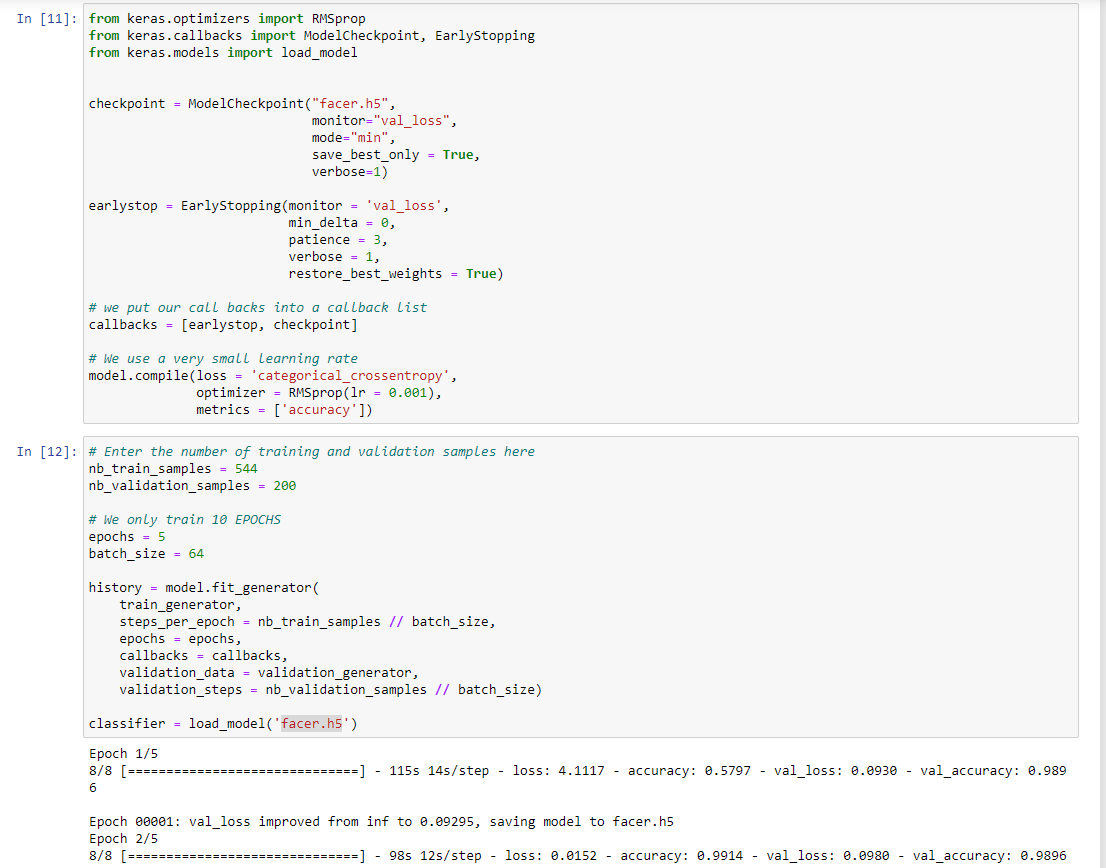 In [11]: from keras.optimizers import RMSprop
from keras.callbacks import ModelCheckpoint, EarlyStopping
from keras.models import load_model
checkpoint = ModelCheckpoint("facer.h5",
monitor="val_loss",
mode="min",
save_best_only = True,
verbose=1)
earlystop = EarlyStopping(monitor = 'val_loss',
min_delta = 0,
patience = 3,
verbose = 1,
restore_best_weights = True)
# we put our call backs into a callback list
callbacks = [earlystop, checkpoint]
# We use a very small learning rate
model.compile(loss = 'categorical_crossentropy',
optimizer = RMSprop(lr = 0.001),
metrics = ['accuracy'])
In [12]: # Enter the number of training and validation samples here
nb_train_samples = 544
nb_validation_samples = 200
# We only train 10 EPOCHS
epochs = 5
batch_size = 64
history = model.fit_generator(
train_generator,
steps_per_epoch = nb_train_samples // batch_size,
epochs = epochs,
callbacks = callbacks,
validation_data = validation_generator,
validation_steps = nb_validation_samples // batch_size)
classifier = load_model('facer.h5')
Epoch 1/5
8/8 [==============================] - 115s 14s/step - loss: 4.1117 - accuracy: 0.5797 - val_loss: 0.0930 - val_accuracy: 0.989
6
Epoch 00001: val_loss improved from inf to 0.09295, saving model to facer.h5
Epoch 2/5
8/8 [==============================] - 98s 12s/step - loss: 0.0152 - accuracy: 0.9914 - val_loss: 0.0980 - val_accuracy: 0.9896